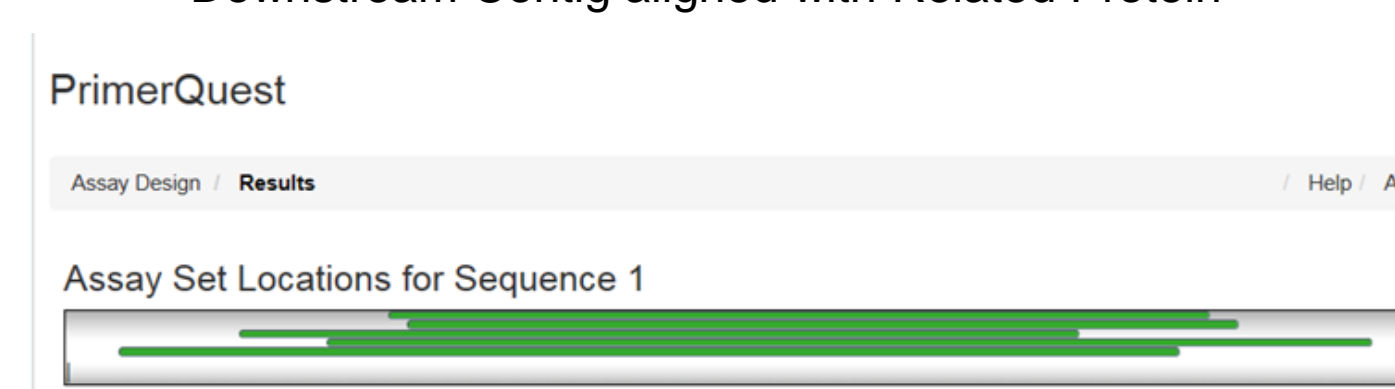 Downstream Contig aligned with Related Protein
PrimerQuest
Assay Design / Results / Help / A
Assay Set Locations for Sequence 1